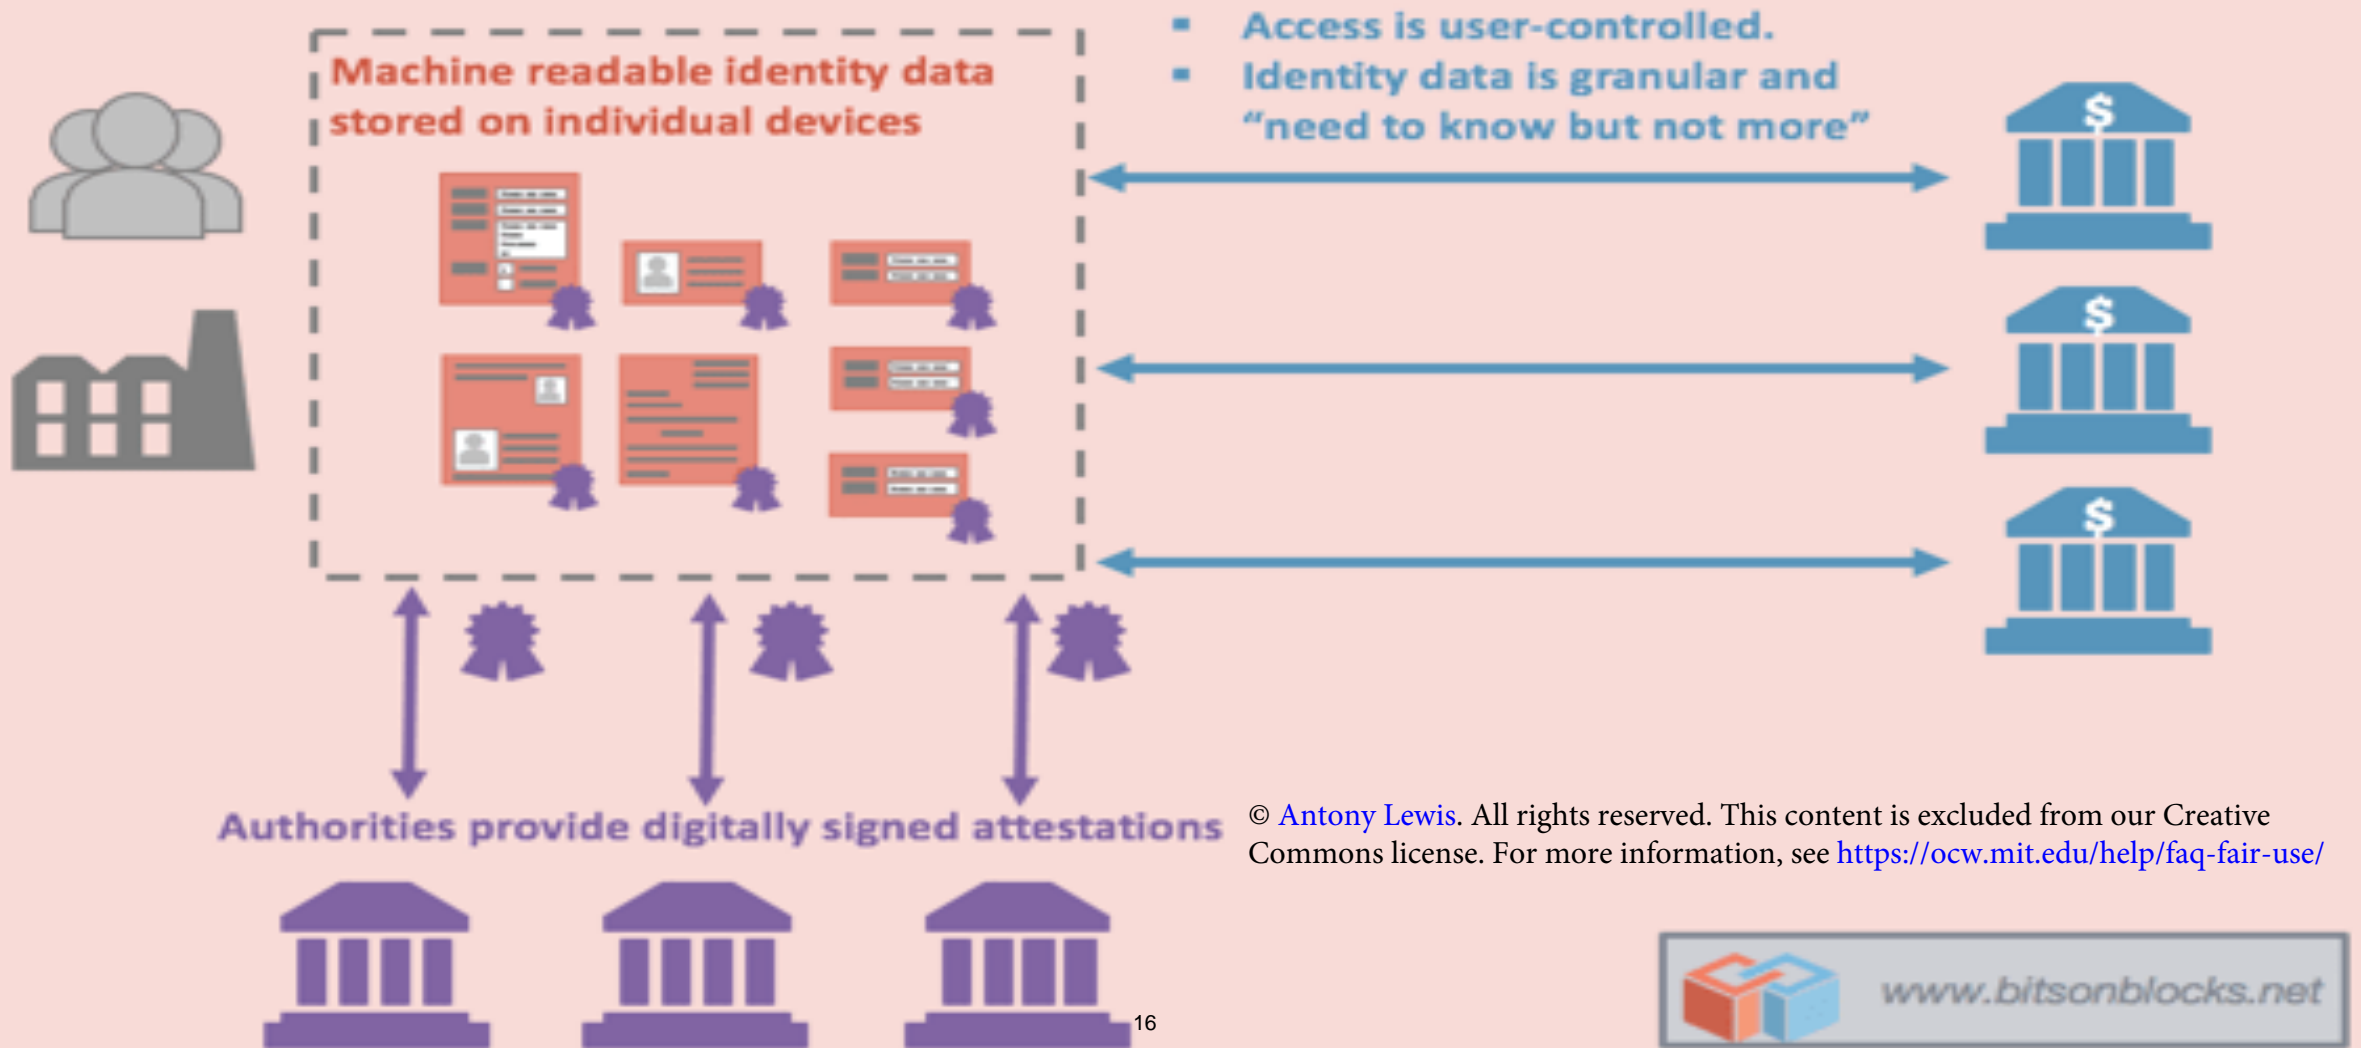 Machine readable identity data
stored on individual devices
▪ Access is user-controlled.
▪ Identity data is granular and
“need to know but not more”
$
$
$
Authorities provide digitally signed attestations
© Antony Lewis. All rights reserved. This content is excluded from our Creative
Commons license. For more information, see https://ocw.mit.edu/help/faq-fair-use/
www.bitsonblocks.net
16